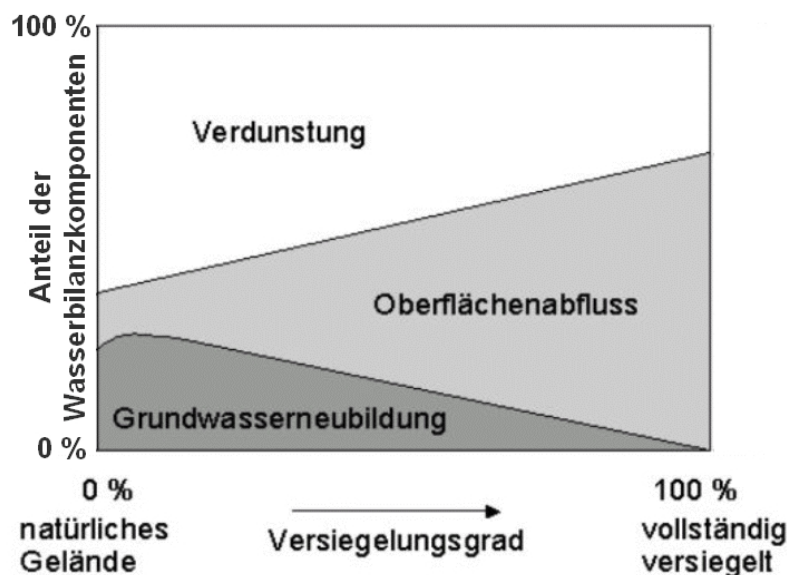 100 %
Anteil der
Wasserbilanzkomponenten
Verdunstung
Oberflächenabfluss
Grundwasserneubildung
0 %
0 %
natürliches
Gelände
Versiegelungsgrad
100 %
vollständig
versiegelt